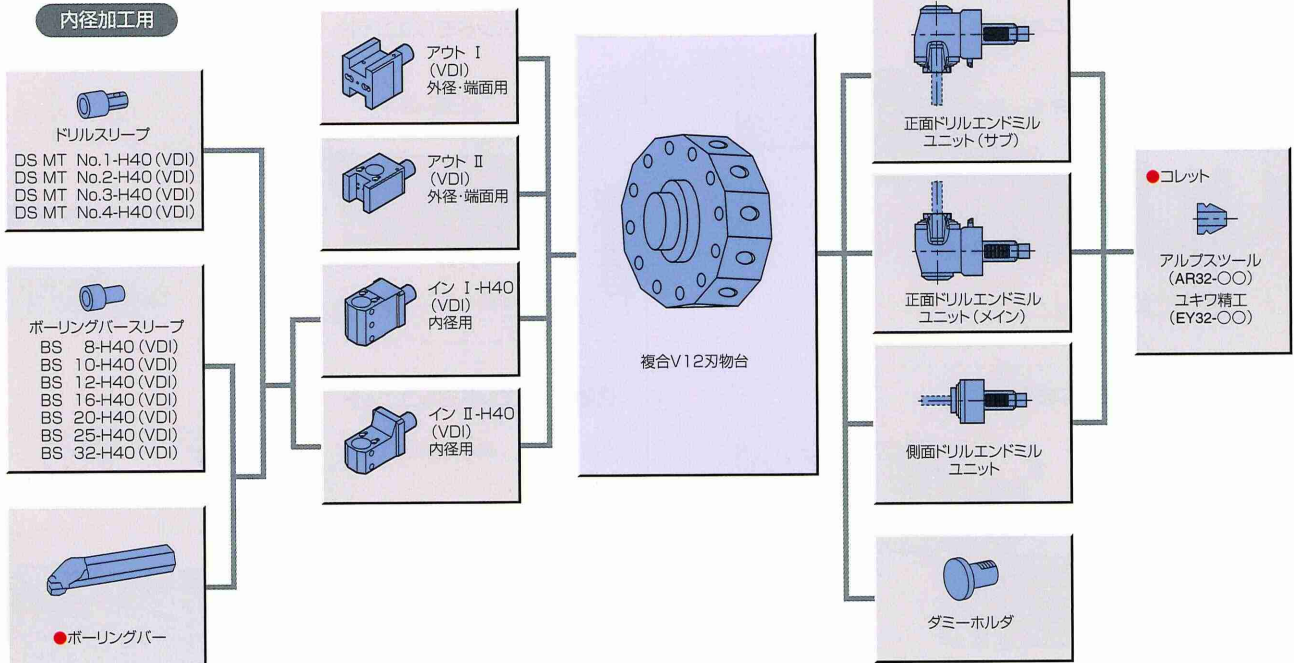 内径加工用
ドリルスリーブ
DS MT No.1-H40(VDI)
DS MT No.2-H40(VDI)
DS MT No.3-H40(VDI)
DS MT No.4-H40(VDI)
ボーリングバースリーブ
BS 8-H40(VDI)
BS 10-H40(VDI)
BS 12-H40(VDI)
BS 16-H40(VDI)
BS 20-H40(VDI)
BS 25-H40(VDI)
BS 32-H40(VDI)
●ボーリングバー
アウト Ⅰ
(VDI)
外径・端面用
アウト Ⅱ
(VDI)
外径・端面用
イン Ⅰ-H40
(VDI)
内径用
イン Ⅱ-H40
(VDI)
内径用
複合V12刃物台
正面ドリルエンドミル
ユニット(サブ)
正面ドリルエンドミル
ユニット(メイン)
側面ドリルエンドミル
ユニット
ダミーホルダ
●コレット
アルプスツール
(AR32-○○)
ユキワ精工
(EY32-○○)